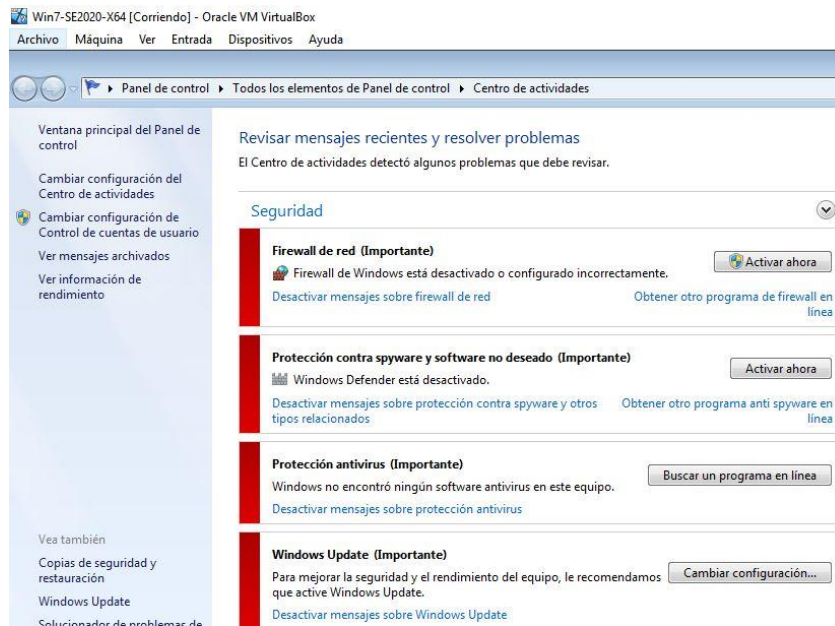 Win7-SE2020-X64 [Corriendo] - Oracle VM VirtualBox
Archivo Máquina Ver Entrada Dispositivos Ayuda
Panel de control Todos los elementos de Panel de control Centro de actividades
Ventana principal del Panel de
control
Cambiar configuración del
Centro de actividades
Cambiar configuración de
Control de cuentas de usuario
Ver mensajes archivados
Ver información de
rendimiento
Vea también
Copias de seguridad y
restauración
Windows Update
Solucionador de problemas de
Revisar mensajes recientes y resolver problemas
El Centro de actividades detectó algunos problemas que debe revisar.
Seguridad
Firewall de red (Importante)
Firewall de Windows está desactivado o configurado incorrectamente.
Activar ahora
Desactivar mensajes sobre firewall de red
Obtener otro programa de firewall en
línea
Protección contra spyware y software no deseado (Importante)
Windows Defender está desactivado.
Activar ahora
Desactivar mensajes sobre protección contra spyware y otros
tipos relacionados
Obtener otro programa anti spyware en
línea
Protección antivirus (Importante)
Windows no encontró ningún software antivirus en este equipo.
Buscar un programa en línea
Desactivar mensajes sobre protección antivirus
Windows Update (Importante)
Para mejorar la seguridad y el rendimiento del equipo, le recomendamos
que active Windows Update.
Cambiar configuración...
Desactivar mensajes sobre Windows Update